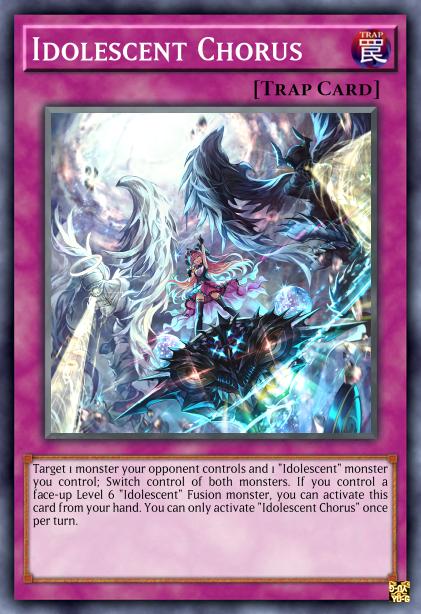 Idolescent Chorus
TRAP
罠
[Trap Card]
Target 1 monster your opponent controls and 1 "Idolescent" monster
you control; Switch control of both monsters. If you control a
face-up Level 6 "Idolescent" Fusion monster, you can activate this
card from your hand. You can only activate "Idolescent Chorus" once
per turn.